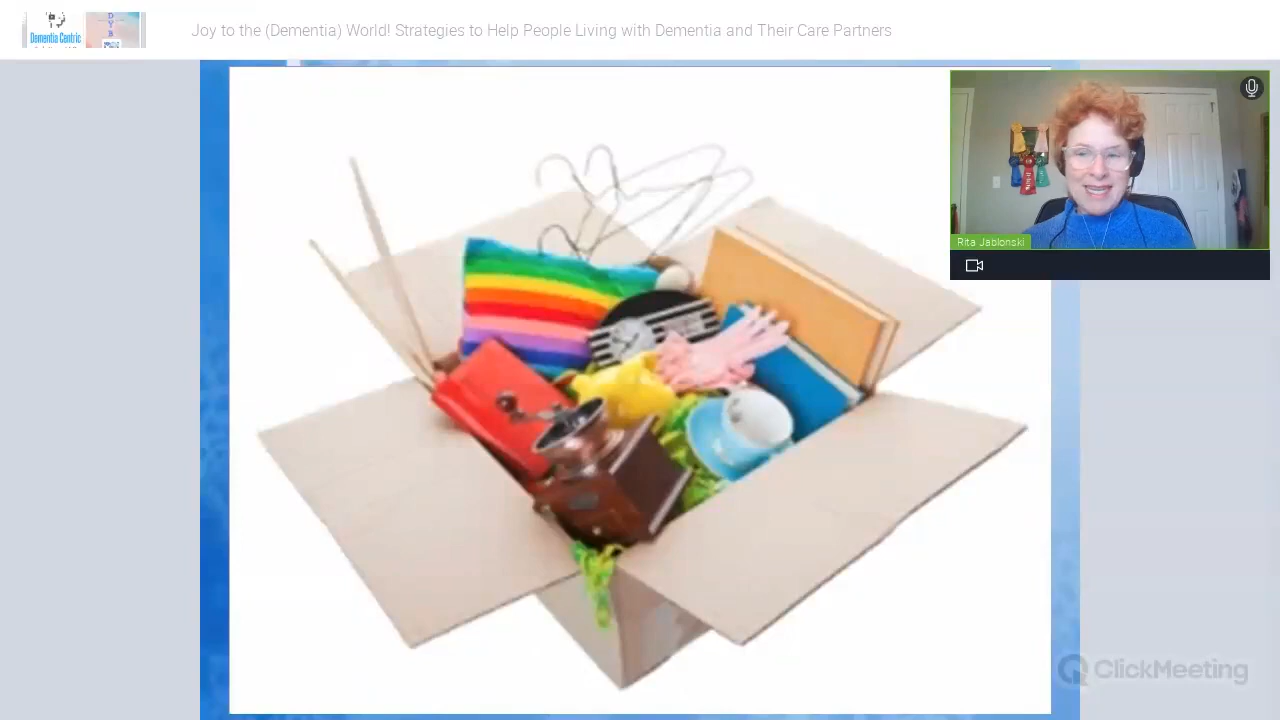 Dementia Centric
Joy to the (Dementia) World! Strategies to Help People Living with Dementia and Their Care Partners
Rita Jablonski
ClickMeeting